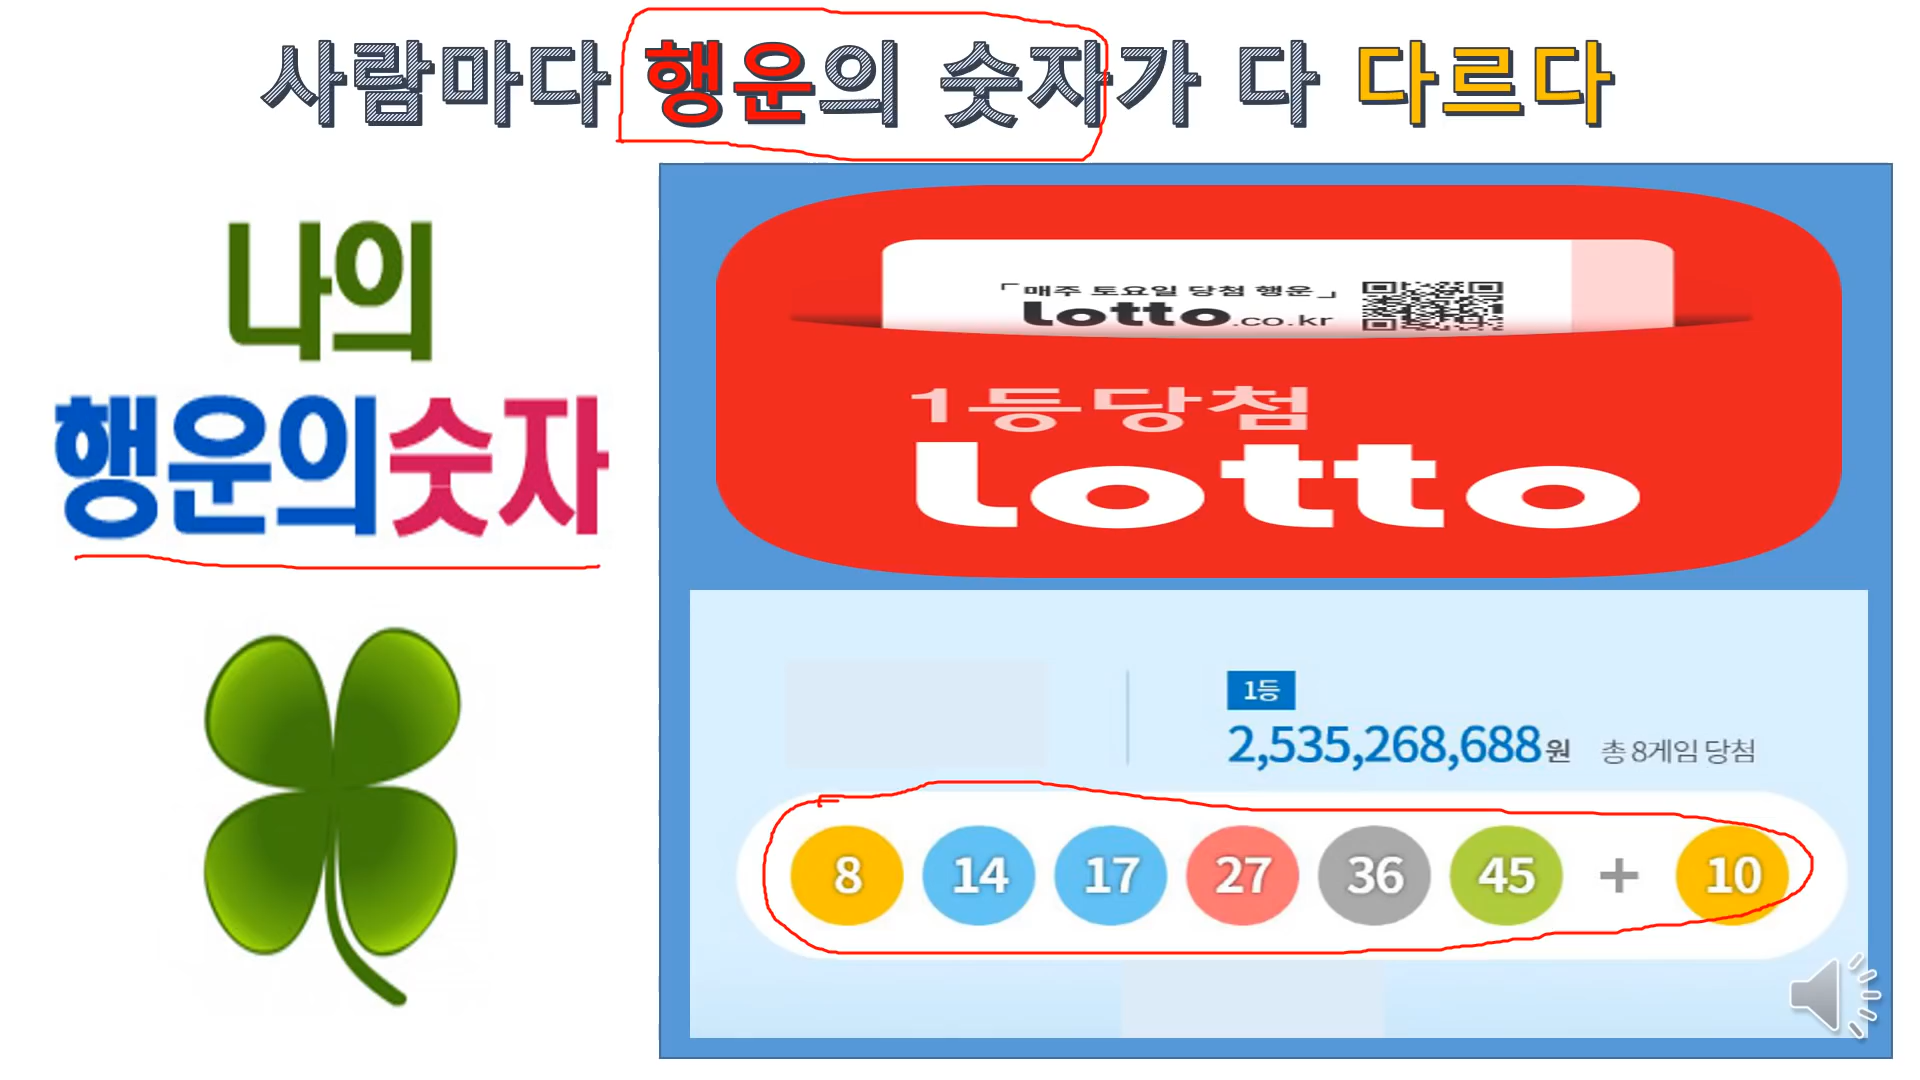 사람마다 행운의 숫자가 다 다르다
나의
행운의숫자
「매주 토요일 당첨 행운」
lotto.co.kr
1등당첨
lotto
1등
2,535,268,688원 총 8게임 당첨
8 14 17 27 36 45 + 10